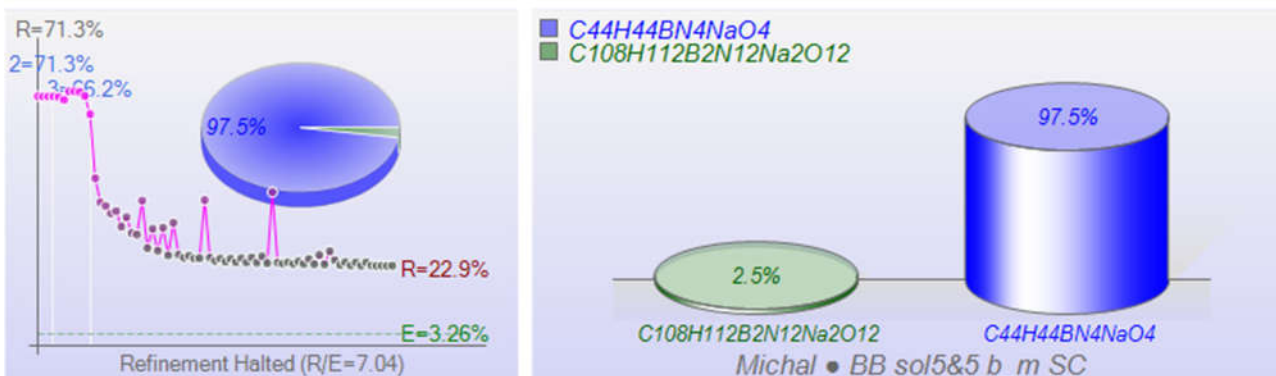 R=71.3%
2=71.3%
3=66.2%
97.5%
R=22.9%
E=3.26%
Refinement Halted (R/E=7.04)
C44H44BN4NaO4
C108H112B2N12Na2O12
97.5%
2.5%
C108H112B2N12Na2O12
C44H44BN4NaO4
Michal ● BB sol5&5 b m SC